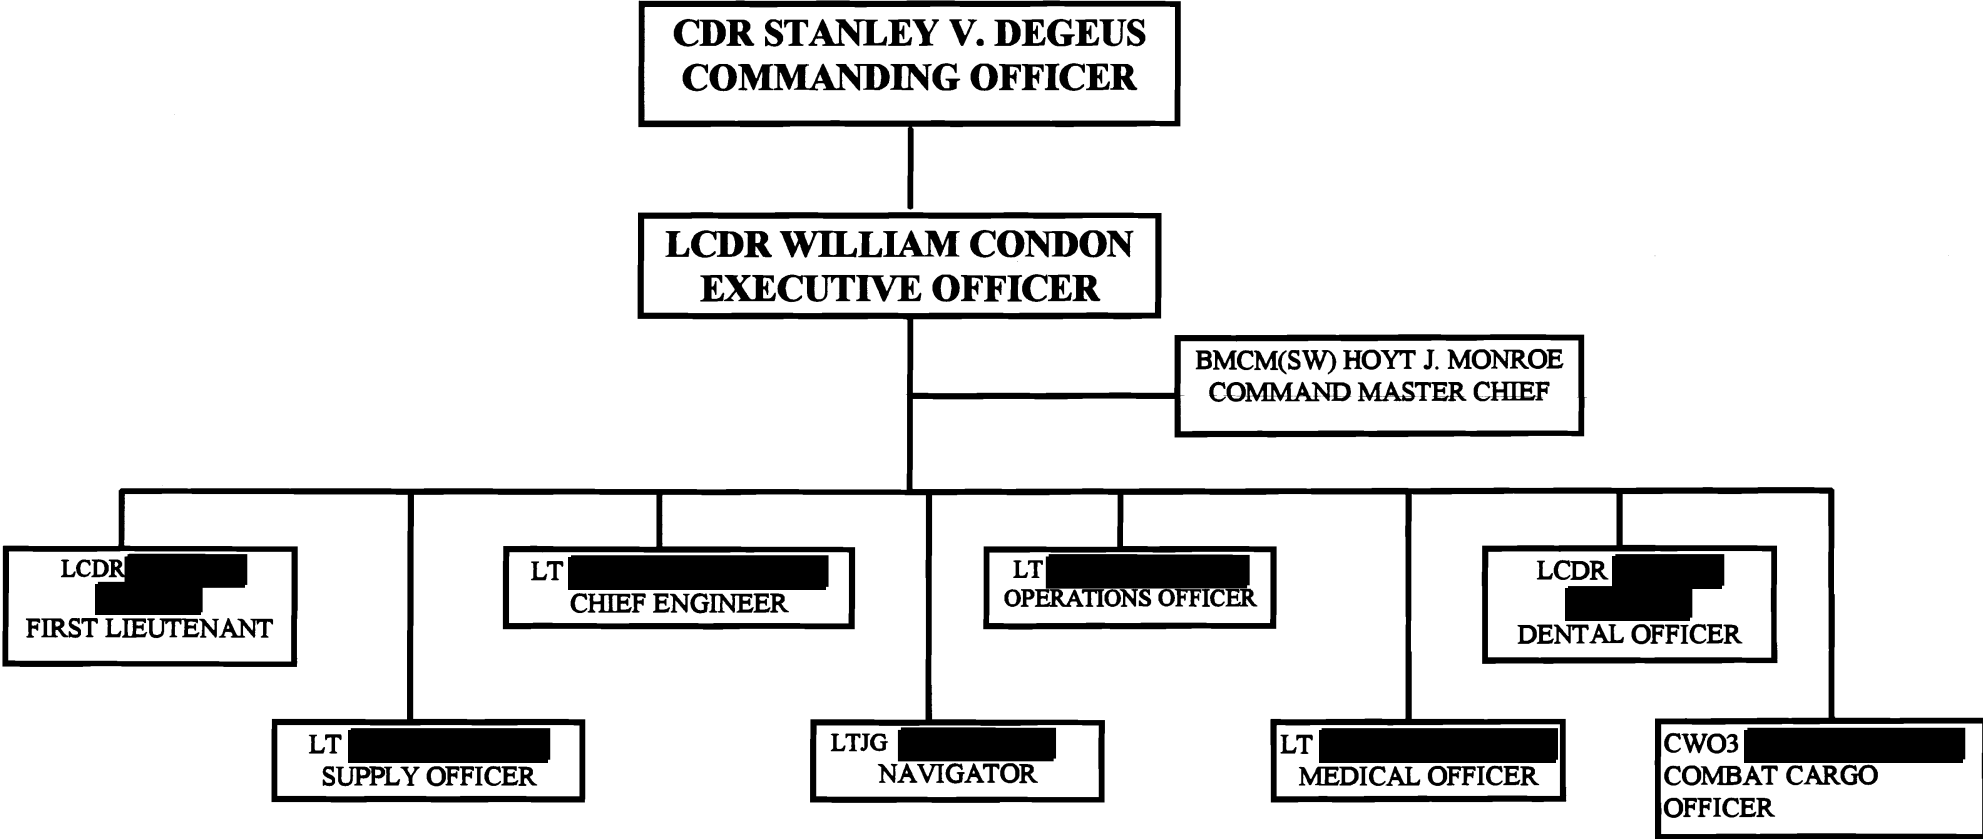 CDR STANLEY V. DEGEUS
COMMANDING OFFICER
LCDR WILLIAM CONDON
EXECUTIVE OFFICER
BMCM(SW) HOYT J. MONROE
COMMAND MASTER CHIEF
LCDR
FIRST LIEUTENANT
LT
CHIEF ENGINEER
LT
OPERATIONS OFFICER
LCDR
DENTAL OFFICER
LT
SUPPLY OFFICER
LTJG
NAVIGATOR
LT
MEDICAL OFFICER
CWO3
COMBAT CARGO
OFFICER